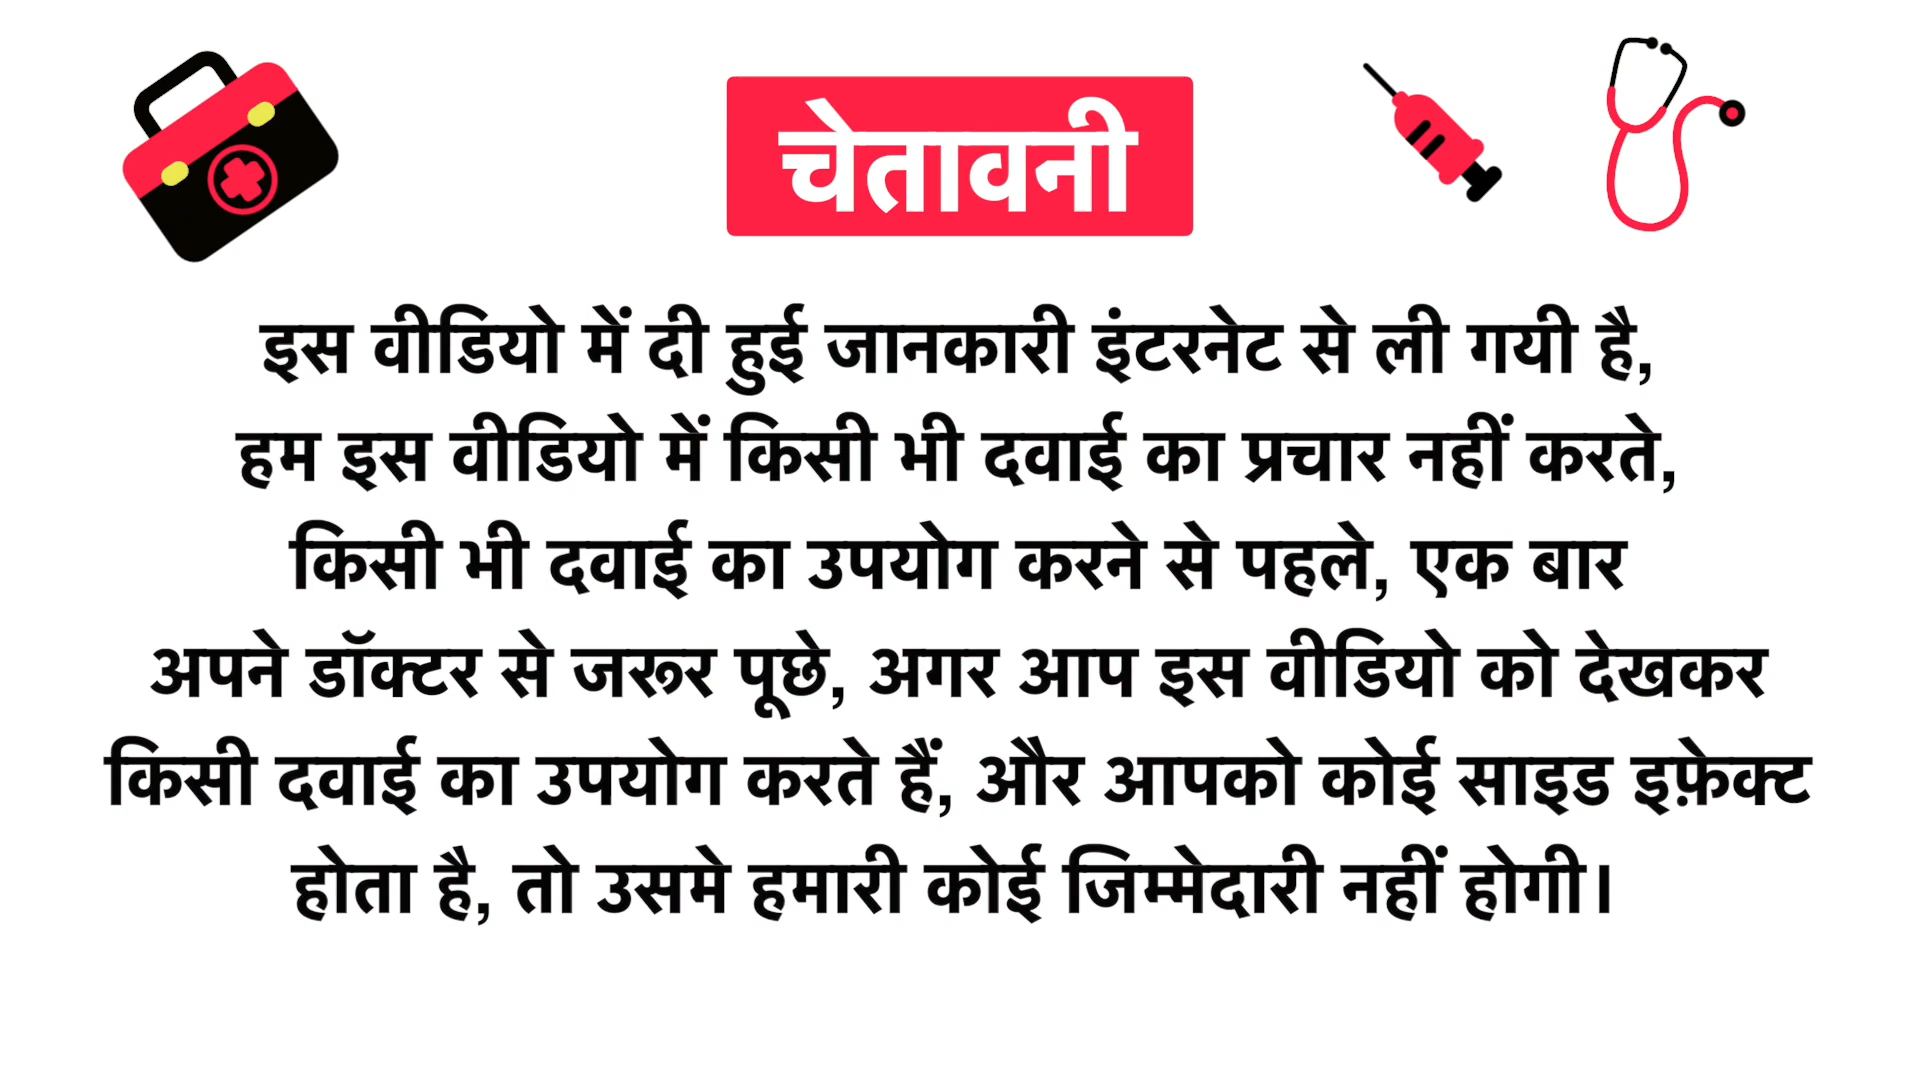 चेतावनी
इस वीडियो में दी हुई जानकारी इंटरनेट से ली गयी है,
हम इस वीडियो में किसी भी दवाई का प्रचार नहीं करते,
किसी भी दवाई का उपयोग करने से पहले, एक बार
अपने डॉक्टर से जरूर पूछे, अगर आप इस वीडियो को देखकर
किसी दवाई का उपयोग करते हैं, और आपको कोई साइड इफ़ेक्ट
होता है, तो उसमे हमारी कोई जिम्मेदारी नहीं होगी।